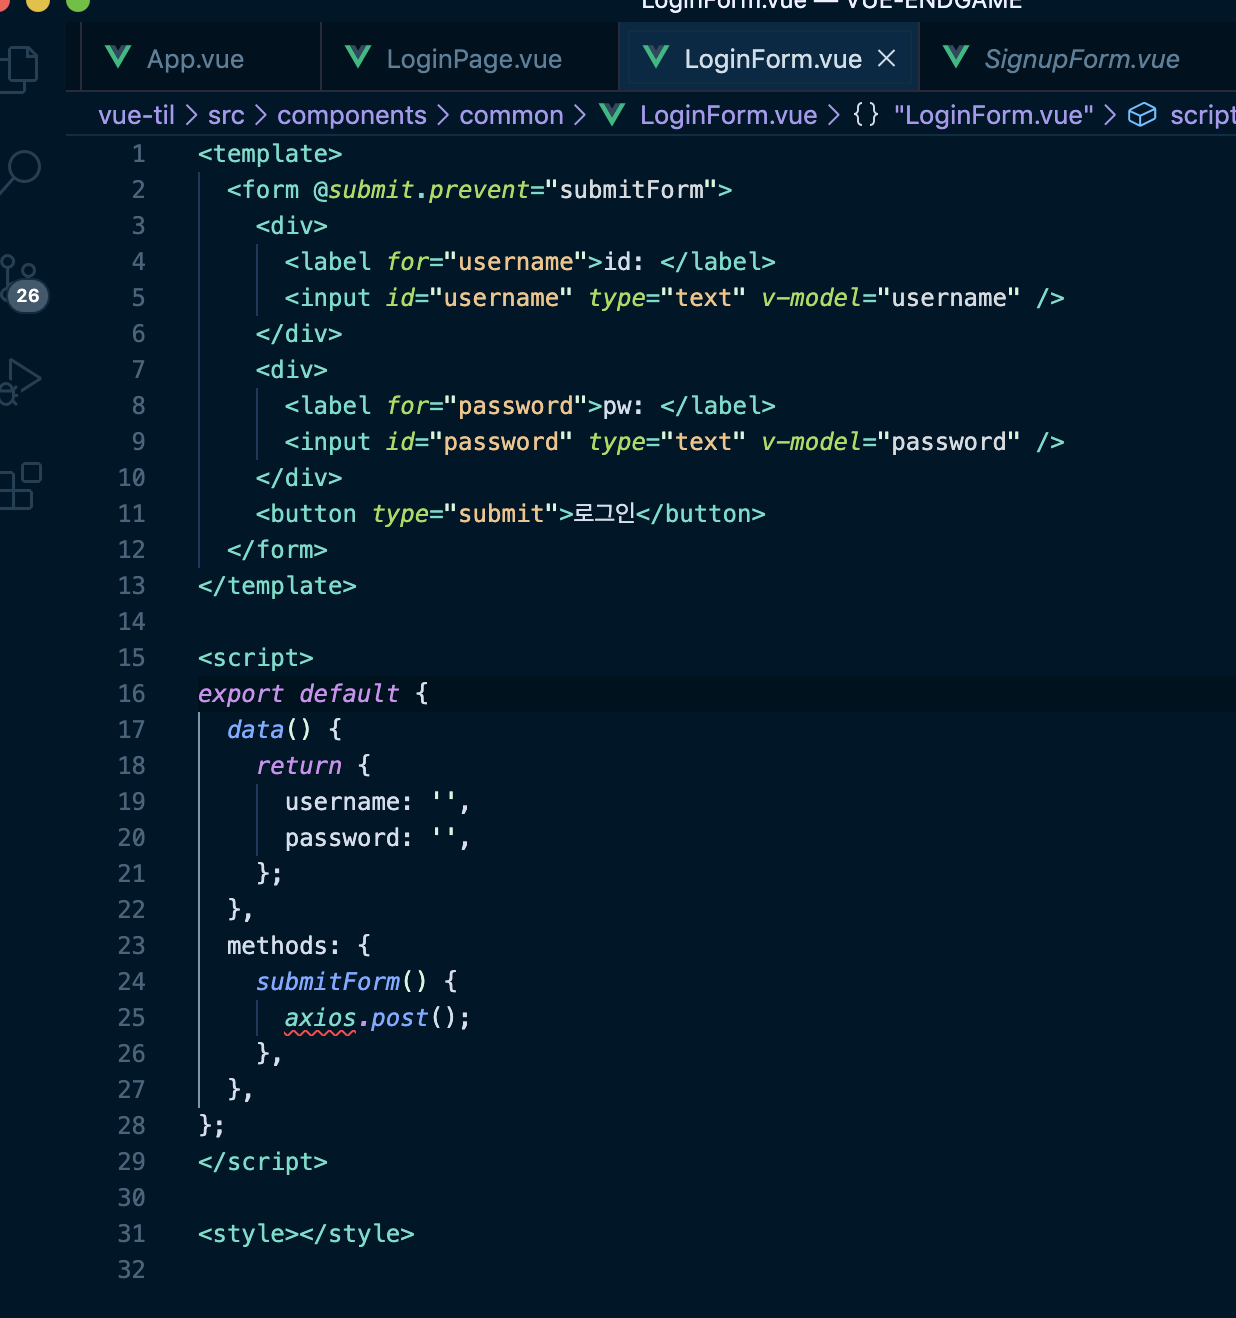 LoginForm.vue — VUE-ENDGAME
App.vue LoginPage.vue LoginForm.vue SignupForm.vue
vue-til > src > components > common > LoginForm.vue > {} "LoginForm.vue" > script
26
1 <template>
2 <form @submit.prevent="submitForm">
3 <div>
4 <label for="username">id: </label>
5 <input id="username" type="text" v-model="username" />
6 </div>
7 <div>
8 <label for="password">pw: </label>
9 <input id="password" type="text" v-model="password" />
10 </div>
11 <button type="submit">로그인</button>
12 </form>
13 </template>
14
15 <script>
16 export default {
17 data() {
18 return {
19 username: '',
20 password: '',
21 };
22 },
23 methods: {
24 submitForm() {
25 axios.post();
26 },
27 },
28 };
29 </script>
30
31 <style></style>
32